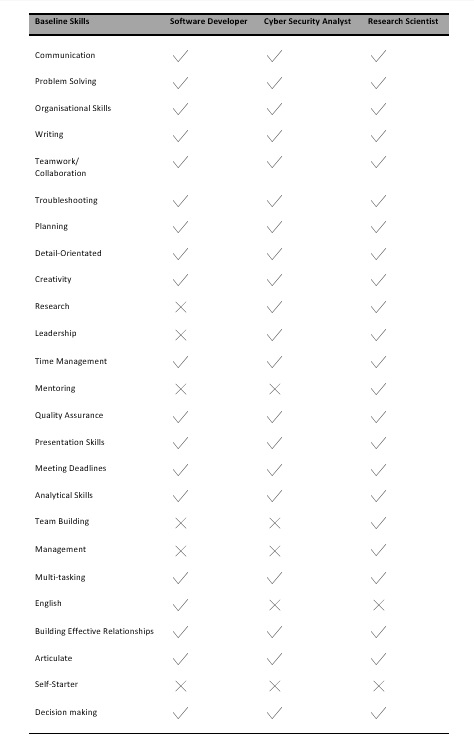 Baseline Skills Software Developer Cyber Security Analyst Research Scientist
Communication
Problem Solving
Organisational Skills
Writing
Teamwork/
Collaboration
Troubleshooting
Planning
Detail-Orientated
Creativity
Research
Leadership
Time Management
Mentoring
Quality Assurance
Presentation Skills
Meeting Deadlines
Analytical Skills
Team Building
Management
Multi-tasking
English
Building Effective Relationships
Articulate
Self-Starter
Decision making